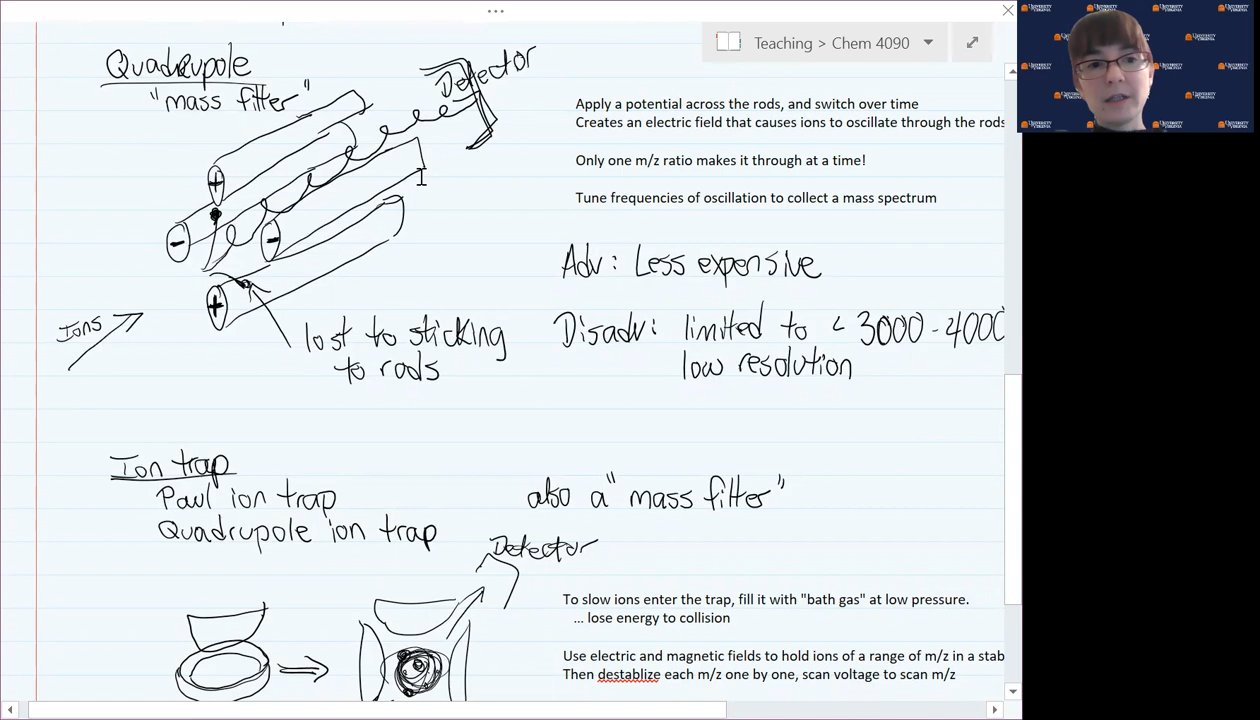 Teaching > Chem 4090
Quadrupole
"mass filter"
Detector
+
-
-
+
Ions
lost to sticking
to rods
Apply a potential across the rods, and switch over time
Creates an electric field that causes ions to oscillate through the rods
Only one m/z ratio makes it through at a time!
Tune frequencies of oscillation to collect a mass spectrum
Adv: Less expensive
Disadv: limited to < 3000-4000
low resolution
Ion trap
Paul ion trap
Quadrupole ion trap
also a "mass filter"
Detector
To slow ions enter the trap, fill it with "bath gas" at low pressure.
... lose energy to collision
Use electric and magnetic fields to hold ions of a range of m/z in a stab
Then destablize each m/z one by one, scan voltage to scan m/z